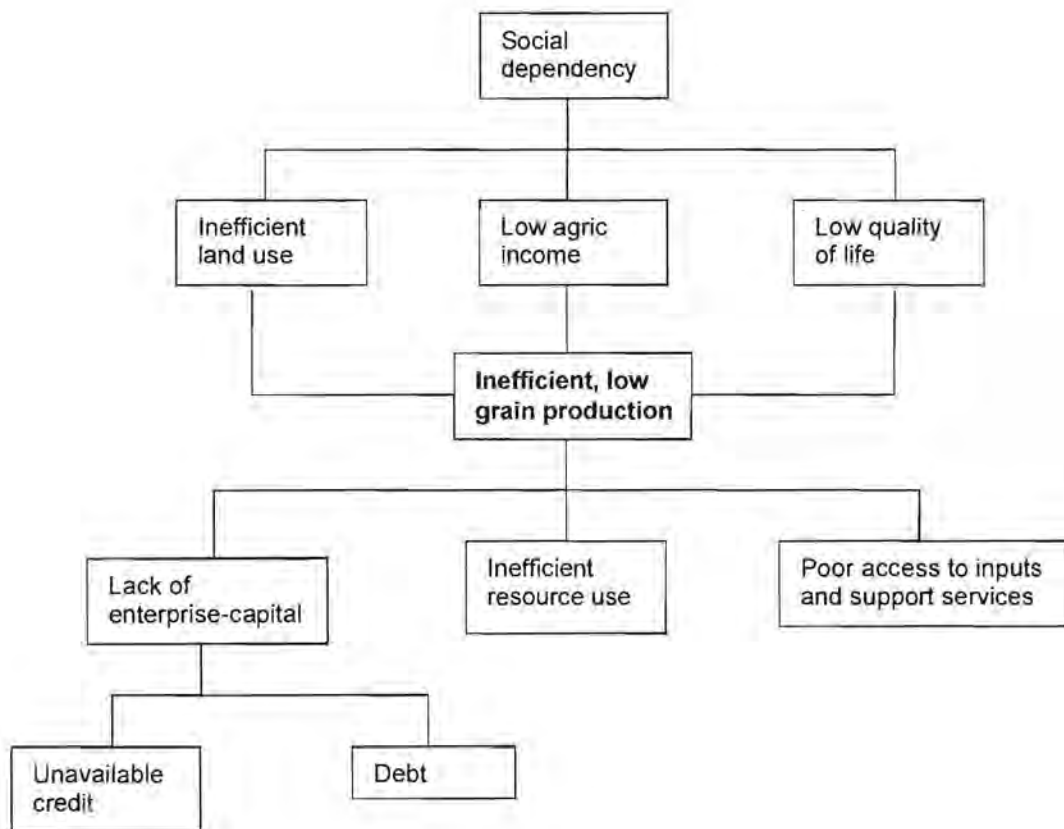 Social
dependency
Inefficient
land use
Low agric
income
Low quality
of life
Inefficient, low
grain production
Lack of
enterprise-capital
Inefficient
resource use
Poor access to inputs
and support services
Unavailable
credit
Debt